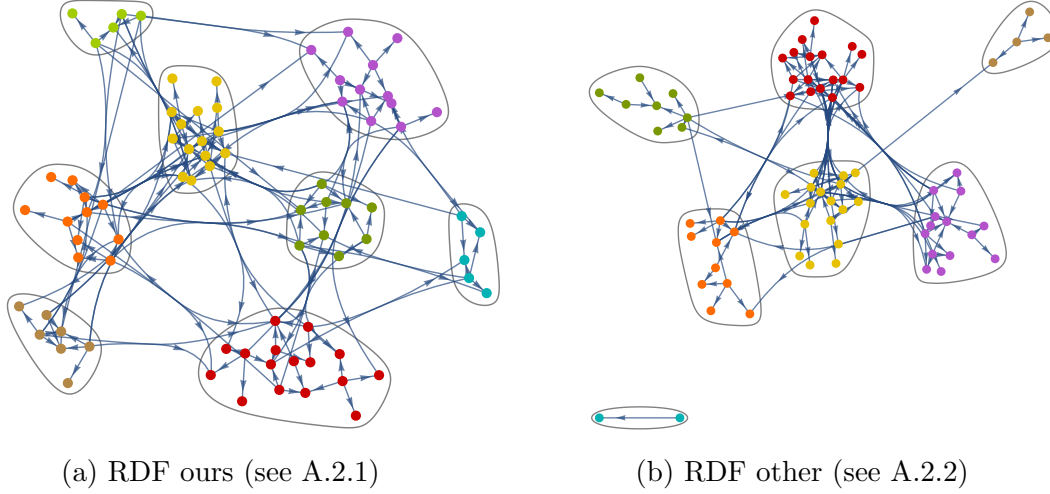 (a) RDF ours (see A.2.1)
(b) RDF other (see A.2.2)